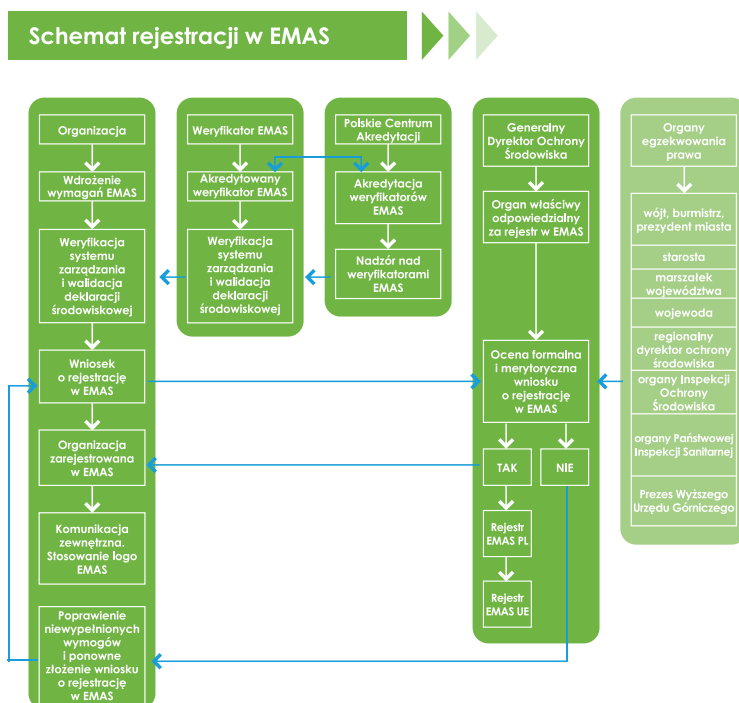 Schemat rejestracji w EMAS
Organizacja
Wdrożenie
wymagań EMAS
Weryfikacja
systemu
zarządzania
i walidacja
deklaracji
środowiskowej
Wniosek
o rejestrację
w EMAS
Organizacja
zarejestrowana
w EMAS
Komunikacja
zewnętrzna.
Stosowanie logo
EMAS
Poprawienie
niewypełnionych
wymogów
i ponowne
złożenie wniosku
o rejestrację
w EMAS
Weryfikator EMAS
Akredytowany
weryfikator EMAS
Weryfikacja
systemu
zarządzania
i walidacja
deklaracji
środowiskowej
Polskie Centrum
Akredytacji
Akredytacja
weryfikatorów
EMAS
Nadzór nad
weryfikatorami
EMAS
Generalny
Dyrektor Ochrony
Środowiska
Organ właściwy
odpowiedzialny
za rejestr w EMAS
Ocena formalna
i merytoryczna
wniosku
o rejestrację
w EMAS
TAK
NIE
Rejestr
EMAS PL
Rejestr
EMAS UE
Organy
egzekwowania
prawa
wójt, burmistrz,
prezydent miasta
starosta
marszałek
województwa
wojewoda
regionalny
dyrektor ochrony
środowiska
organy Inspekcji
Ochrony
Środowiska
organy Państwowej
Inspekcji Sanitarnej
Prezes Wyższego
Urzędu Górniczego